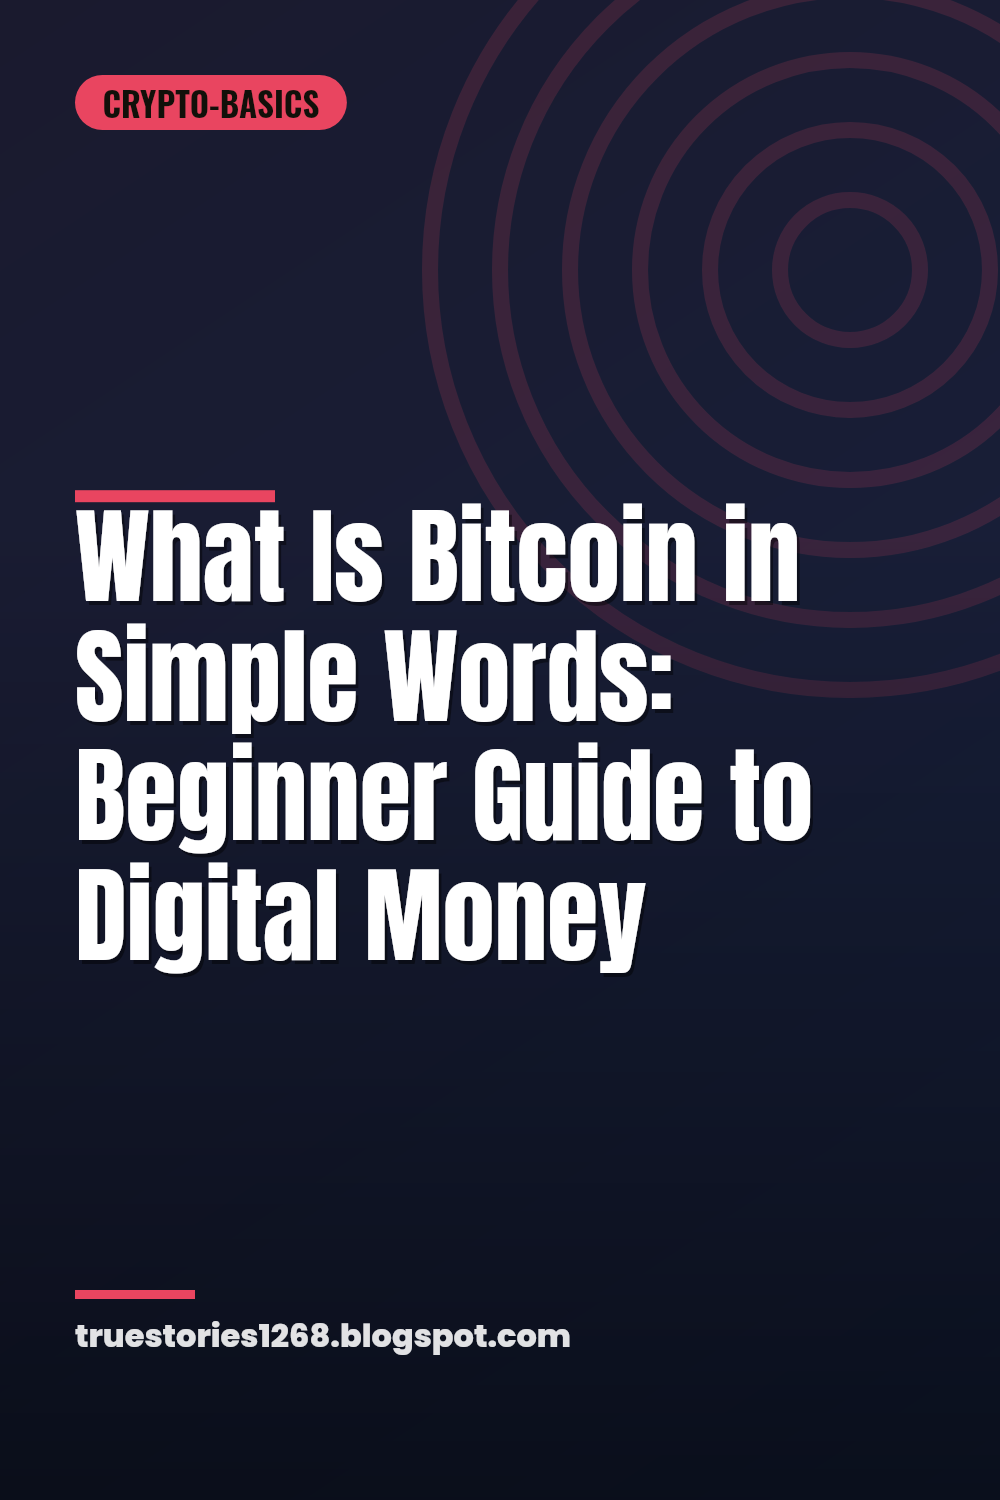 CRYPTO-BASICS
What Is Bitcoin in
Simple Words:
Beginner Guide to
Digital Money
truestories1268.blogspot.com